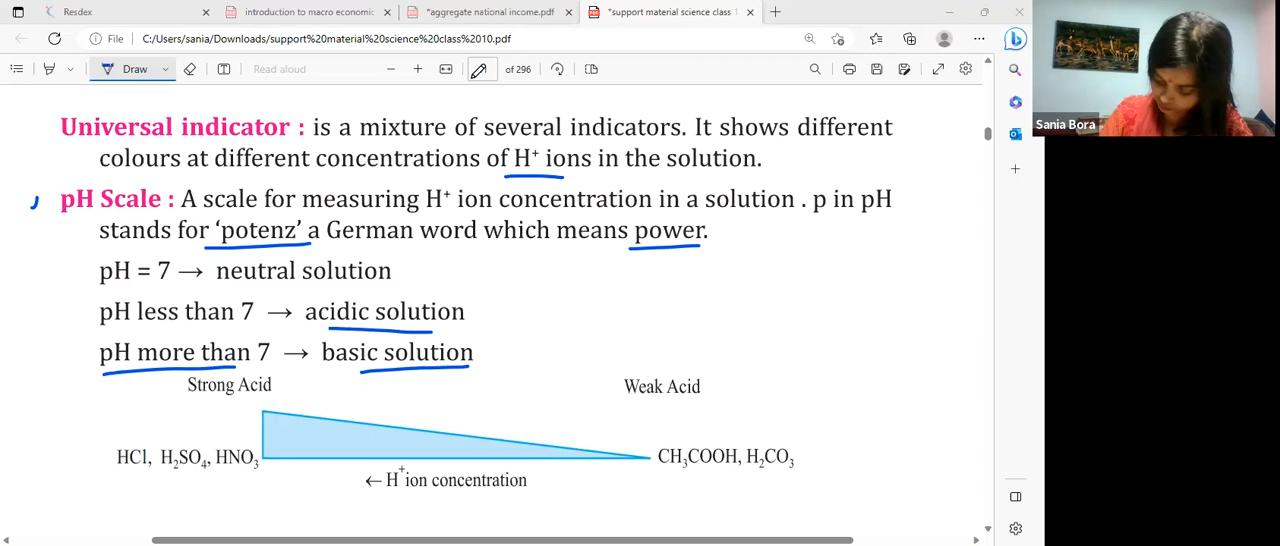 Resdex
introduction to macro economic
*aggregate national income.pdf
*support material science class 1
File
C:/Users/sania/Downloads/support%20material%20science%20class%2010.pdf
Draw
Read aloud
of 296
Sania Bora
Universal indicator : is a mixture of several indicators. It shows different
colours at different concentrations of H⁺ ions in the solution.
pH Scale : A scale for measuring H⁺ ion concentration in a solution . p in pH
stands for ‘potenz’ a German word which means power.
pH = 7 → neutral solution
pH less than 7 → acidic solution
pH more than 7 → basic solution
Strong Acid
Weak Acid
HCl, H₂SO₄, HNO₃
CH₃COOH, H₂CO₃
← H⁺ ion concentration